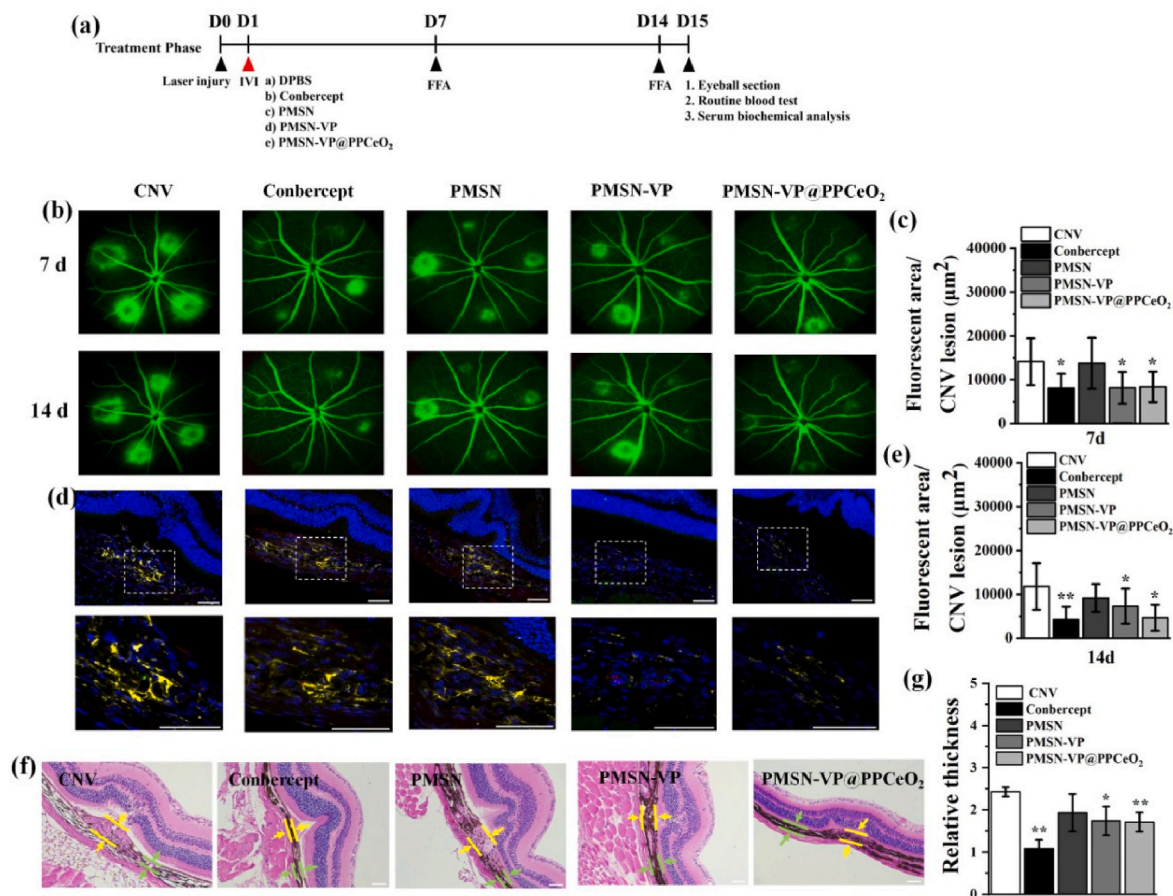 (a)
D0 D1 D7 D14 D15
Treatment Phase
Laser injury IVI FFA FFA
a) DPBS
b) Conbercept
c) PMSN
d) PMSN-VP
e) PMSN-VP@PPCeO₂
1. Eyeball section
2. Routine blood test
3. Serum biochemical analysis
(b)
CNV Conbercept PMSN PMSN-VP PMSN-VP@PPCeO₂
7 d
14 d
(c)
CNV
Conbercept
PMSN
PMSN-VP
PMSN-VP@PPCeO₂
Fluorescent area/
CNV lesion (μm²)
40000
30000
20000
10000
0
* * *
7d
(d)
(e)
CNV
Conbercept
PMSN
PMSN-VP
PMSN-VP@PPCeO₂
Fluorescent area/
CNV lesion (μm²)
40000
30000
20000
10000
0
** * *
14d
(f)
CNV Conbercept PMSN PMSN-VP PMSN-VP@PPCeO₂
(g)
CNV
Conbercept
PMSN
PMSN-VP
PMSN-VP@PPCeO₂
Relative thickness
5
4
3
2
1
0
** * **